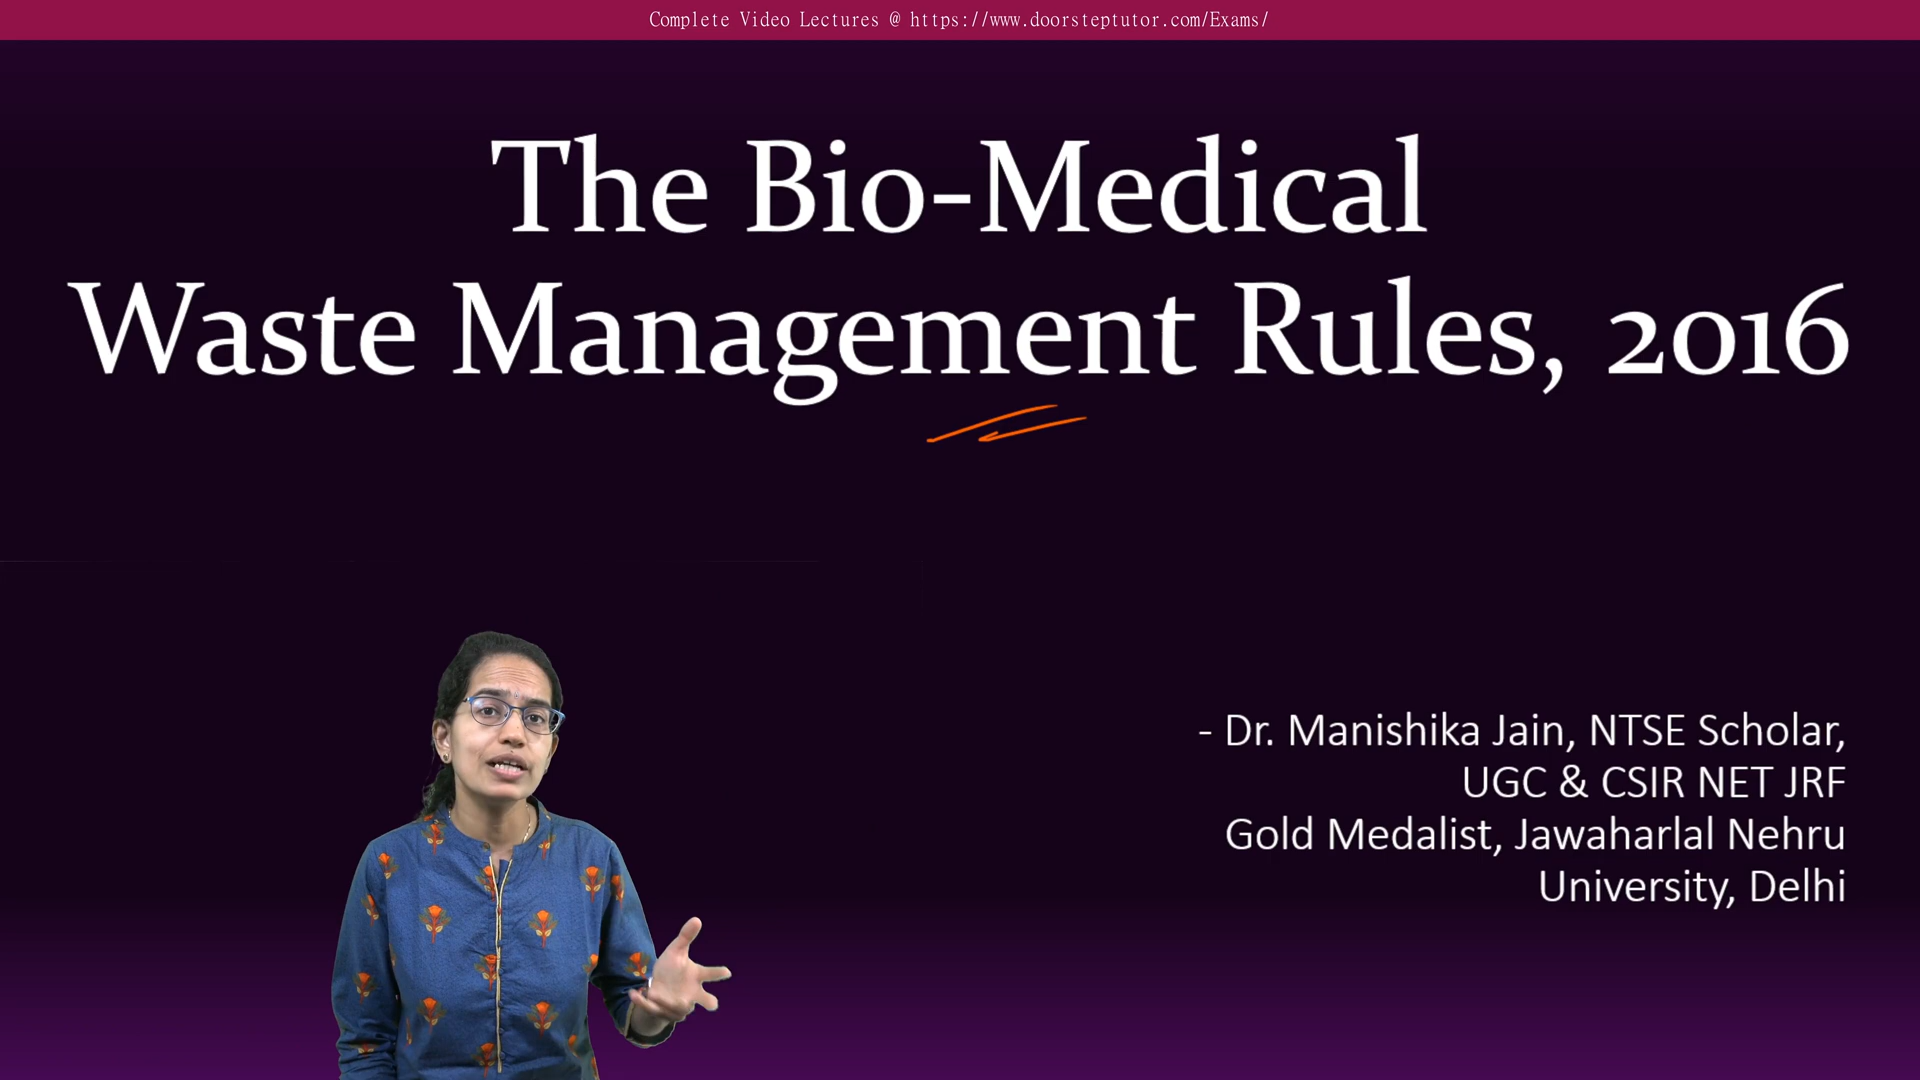 Complete Video Lectures @ https://www.doorsteptutor.com/Exams/
The Bio-Medical
Waste Management Rules, 2016
- Dr. Manishika Jain, NTSE Scholar,
UGC & CSIR NET JRF
Gold Medalist, Jawaharlal Nehru
University, Delhi